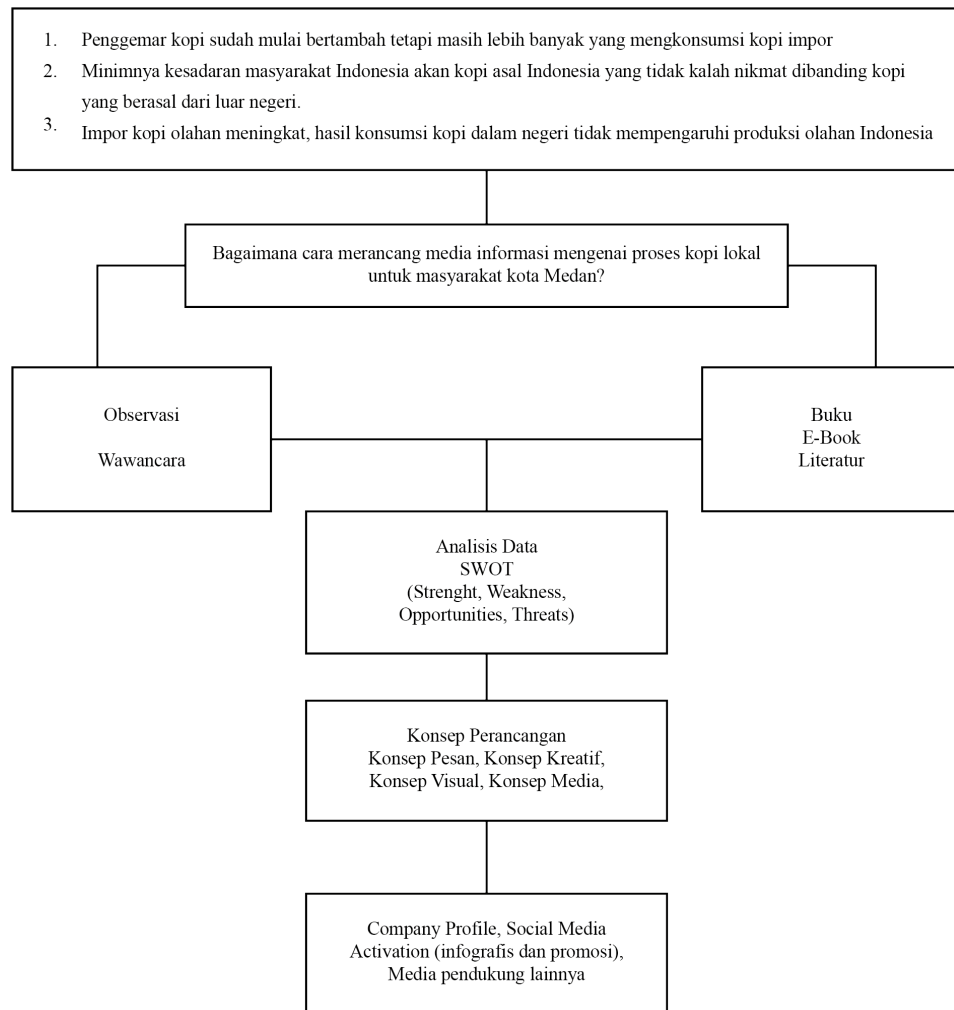 1. Penggemar kopi sudah mulai bertambah tetapi masih lebih banyak yang mengkonsumsi kopi impor
2. Minimnya kesadaran masyarakat Indonesia akan kopi asal Indonesia yang tidak kalah nikmat dibanding kopi
yang berasal dari luar negeri.
3. Impor kopi olahan meningkat, hasil konsumsi kopi dalam negeri tidak mempengaruhi produksi olahan Indonesia
Bagaimana cara merancang media informasi mengenai proses kopi lokal
untuk masyarakat kota Medan?
Observasi
Wawancara
Buku
E-Book
Literatur
Analisis Data
SWOT
(Strenght, Weakness,
Opportunities, Threats)
Konsep Perancangan
Konsep Pesan, Konsep Kreatif,
Konsep Visual, Konsep Media,
Company Profile, Social Media
Activation (infografis dan promosi),
Media pendukung lainnya